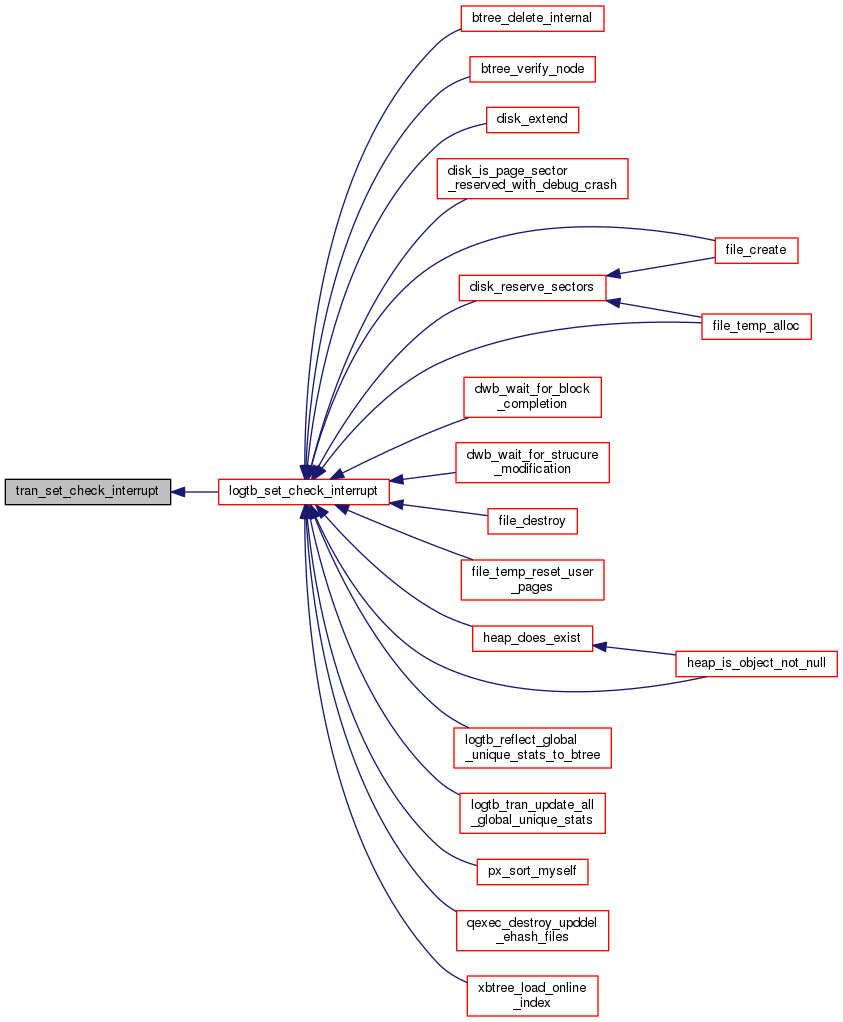 btree_delete_internal
btree_verify_node
disk_extend
disk_is_page_sector
_reserved_with_debug_crash
file_create
disk_reserve_sectors
file_temp_alloc
dwb_wait_for_block
_completion
dwb_wait_for_strucure
_modification
tran_set_check_interrupt
logtb_set_check_interrupt
file_destroy
file_temp_reset_user
_pages
heap_does_exist
heap_is_object_not_null
logtb_reflect_global
_unique_stats_to_btree
logtb_tran_update_all
_global_unique_stats
px_sort_myself
qexec_destroy_upddel
_ehash_files
xbtree_load_online
_index